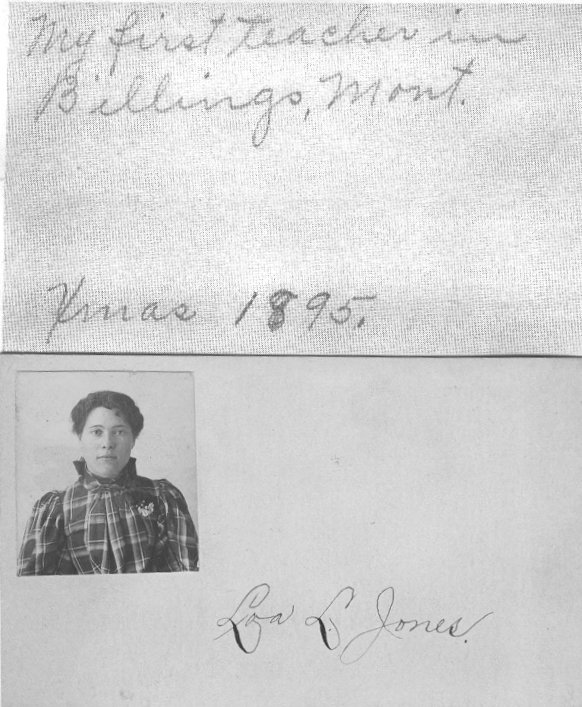 My first teacher in
Billings, Mont.
Xmas 1895.
Loa L. Jones.